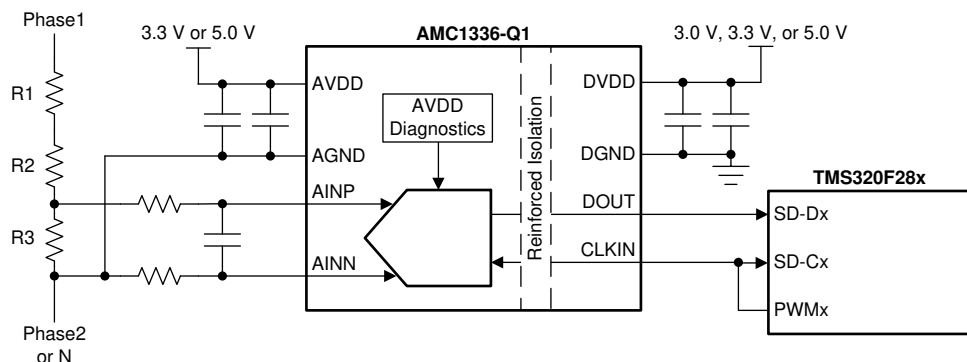 Phase1
R1
R2
R3
Phase2
or N
3.3 V or 5.0 V
AMC1336-Q1
AVDD
AGND
AINP
AINN
AVDD
Diagnostics
Reinforced Isolation
DVDD
DGND
DOUT
CLKIN
3.0 V, 3.3 V, or 5.0 V
TMS320F28x
SD-Dx
SD-Cx
PWMx